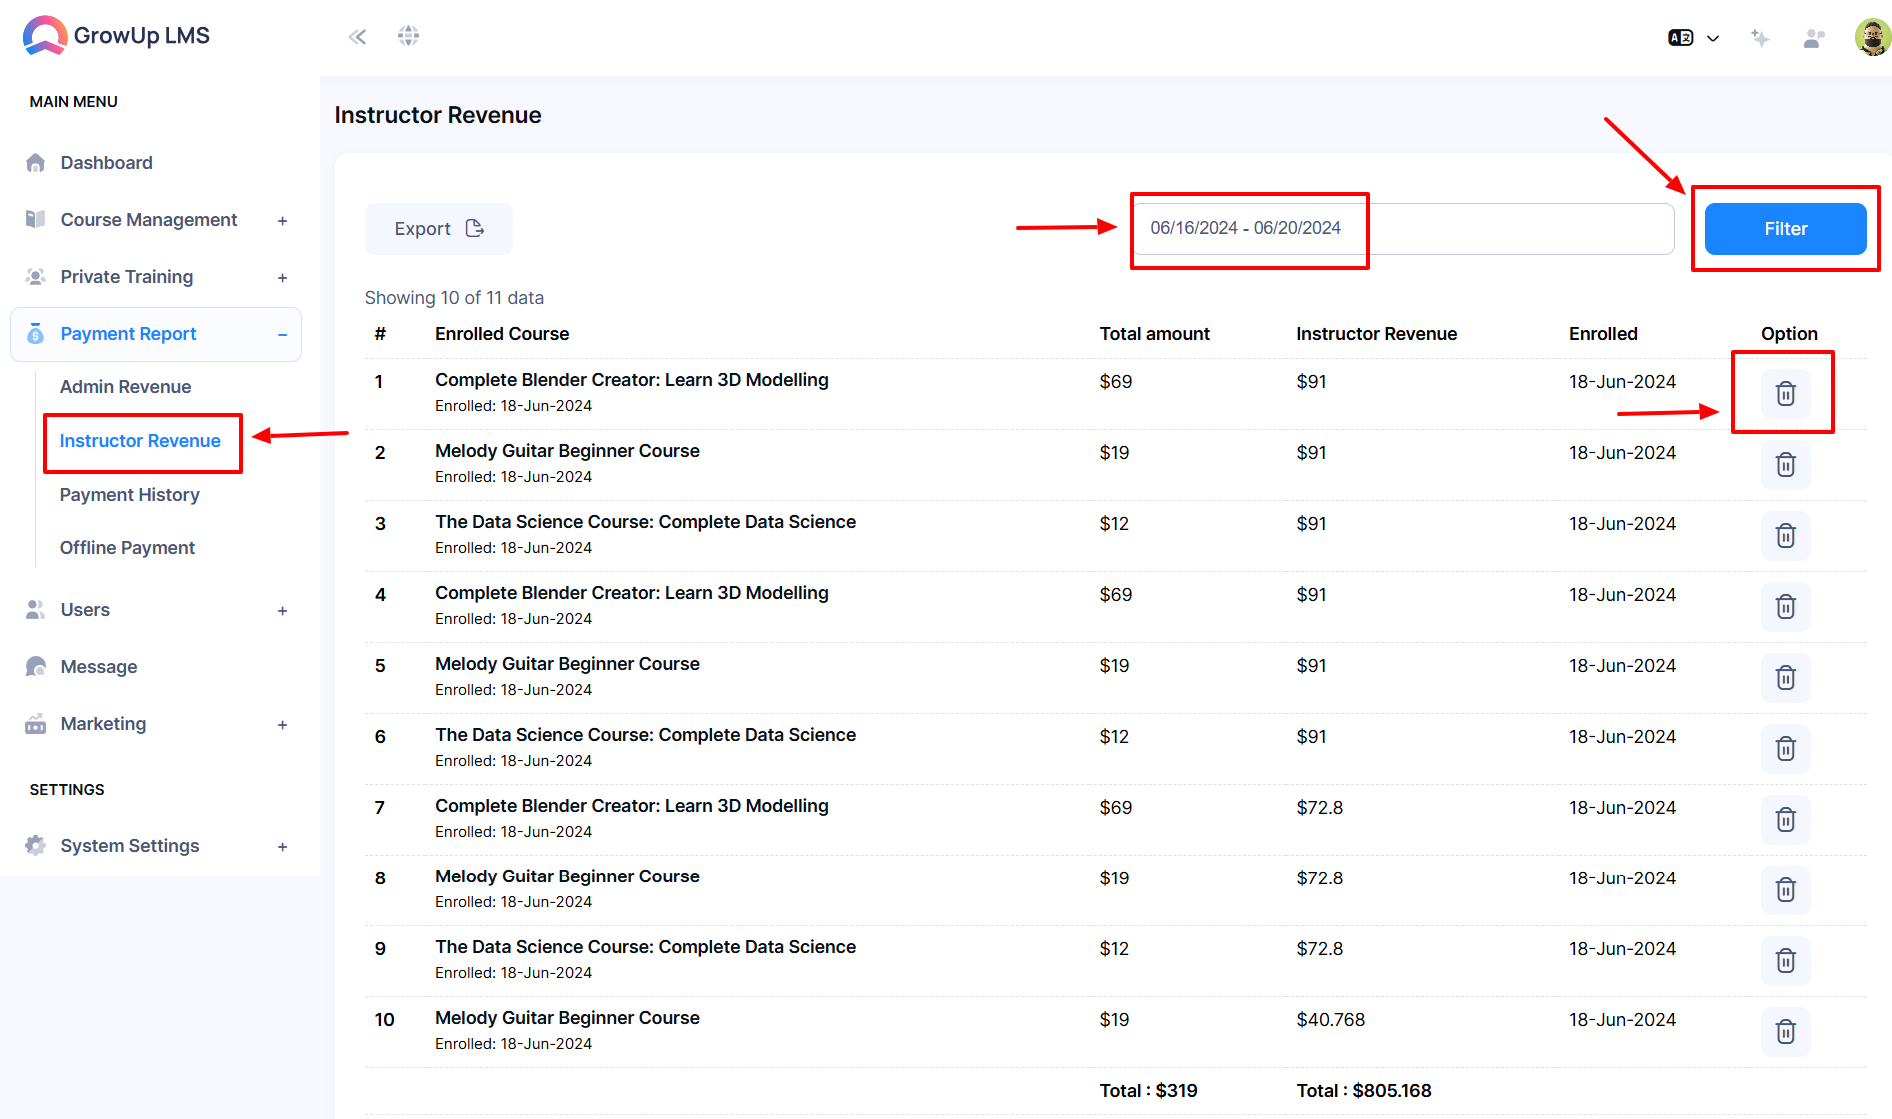 GrowUp LMS
MAIN MENU
Dashboard
Course Management +
Private Training +
Payment Report −
Admin Revenue
Instructor Revenue
Payment History
Offline Payment
Users +
Message
Marketing +
SETTINGS
System Settings +
Instructor Revenue
Export
06/16/2024 - 06/20/2024
Filter
Showing 10 of 11 data
# Enrolled Course Total amount Instructor Revenue Enrolled Option
1 Complete Blender Creator: Learn 3D Modelling $69 $91 18-Jun-2024
Enrolled: 18-Jun-2024
2 Melody Guitar Beginner Course $19 $91 18-Jun-2024
Enrolled: 18-Jun-2024
3 The Data Science Course: Complete Data Science $12 $91 18-Jun-2024
Enrolled: 18-Jun-2024
4 Complete Blender Creator: Learn 3D Modelling $69 $91 18-Jun-2024
Enrolled: 18-Jun-2024
5 Melody Guitar Beginner Course $19 $91 18-Jun-2024
Enrolled: 18-Jun-2024
6 The Data Science Course: Complete Data Science $12 $91 18-Jun-2024
Enrolled: 18-Jun-2024
7 Complete Blender Creator: Learn 3D Modelling $69 $72.8 18-Jun-2024
Enrolled: 18-Jun-2024
8 Melody Guitar Beginner Course $19 $72.8 18-Jun-2024
Enrolled: 18-Jun-2024
9 The Data Science Course: Complete Data Science $12 $72.8 18-Jun-2024
Enrolled: 18-Jun-2024
10 Melody Guitar Beginner Course $19 $40.768 18-Jun-2024
Enrolled: 18-Jun-2024
Total : $319 Total : $805.168